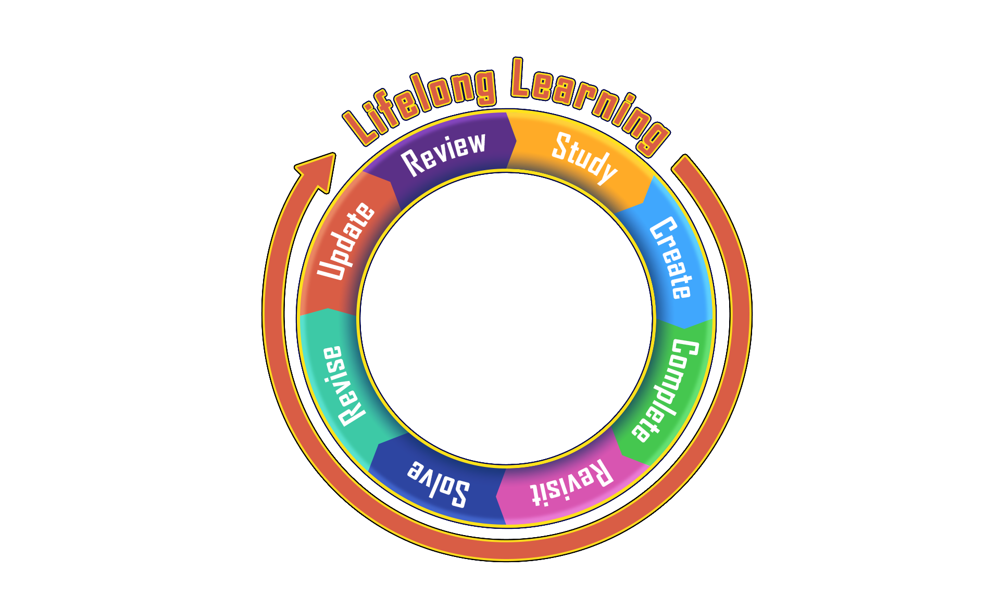 Lifelong Learning
Study
Create
Complete
Revisit
Solve
Revise
Update
Review